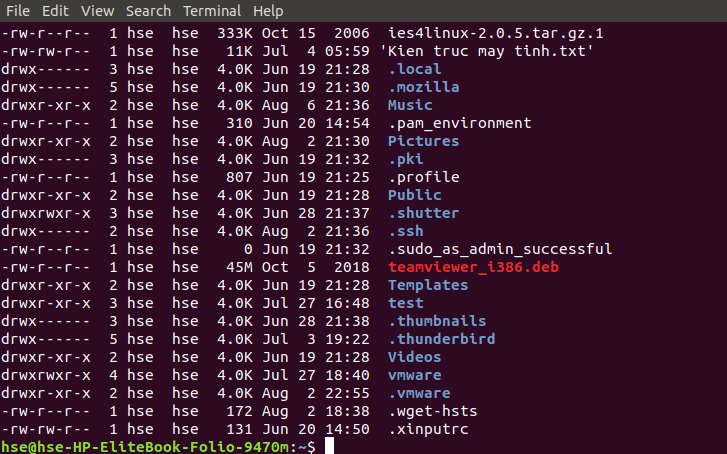 File Edit View Search Terminal Help
-rw-r--r-- 1 hse hse 333K Oct 15 2006 ies4linux-2.0.5.tar.gz.1
-rw-rw-r-- 1 hse hse 11K Jul 4 05:59 'Kien truc may tinh.txt'
drwx------ 3 hse hse 4.0K Jun 19 21:28 .local
drwx------ 5 hse hse 4.0K Jun 19 21:30 .mozilla
drwxr-xr-x 2 hse hse 4.0K Aug 6 21:36 Music
-rw-r--r-- 1 hse hse 310 Jun 20 14:54 .pam_environment
drwxr-xr-x 2 hse hse 4.0K Aug 2 21:30 Pictures
drwx------ 3 hse hse 4.0K Jun 19 21:32 .pki
-rw-r--r-- 1 hse hse 807 Jun 19 21:25 .profile
drwxr-xr-x 2 hse hse 4.0K Jun 19 21:28 Public
drwxrwxr-x 3 hse hse 4.0K Jun 28 21:37 .shutter
drwx------ 2 hse hse 4.0K Aug 2 21:36 .ssh
-rw-r--r-- 1 hse hse 0 Jun 19 21:32 .sudo_as_admin_successful
-rw-r--r-- 1 hse hse 45M Oct 5 2018 teamviewer_i386.deb
drwxr-xr-x 2 hse hse 4.0K Jun 19 21:28 Templates
drwxr-xr-x 3 hse hse 4.0K Jul 27 16:48 test
drwx------ 3 hse hse 4.0K Jun 28 21:38 .thumbnails
drwx------ 5 hse hse 4.0K Jul 3 19:22 .thunderbird
drwxr-xr-x 2 hse hse 4.0K Jun 19 21:28 Videos
drwxrwxr-x 4 hse hse 4.0K Jul 27 18:40 vmware
drwxr-xr-x 2 hse hse 4.0K Aug 2 22:55 .vmware
-rw-r--r-- 1 hse hse 172 Aug 2 18:38 .wget-hsts
-rw-rw-r-- 1 hse hse 131 Jun 20 14:50 .xinputrc
hse@hse-HP-EliteBook-Folio-9470m:~$